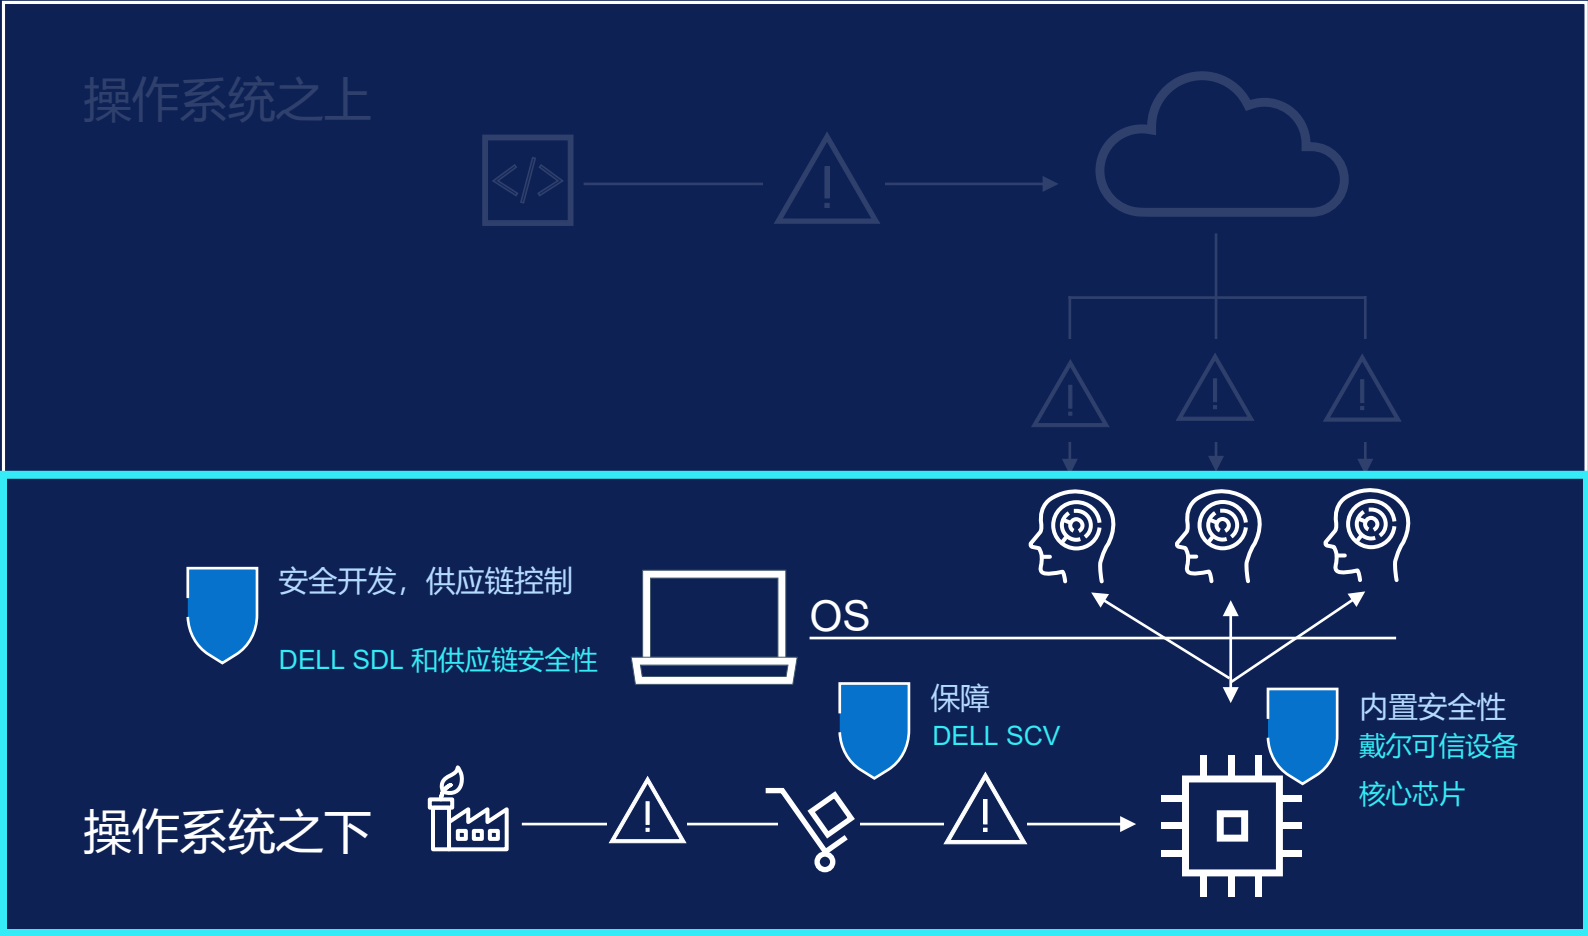 操作系统之上
</>
安全开发，供应链控制
DELL SDL 和供应链安全性
OS
保障
DELL SCV
内置安全性
戴尔可信设备
核心芯片
操作系统之下